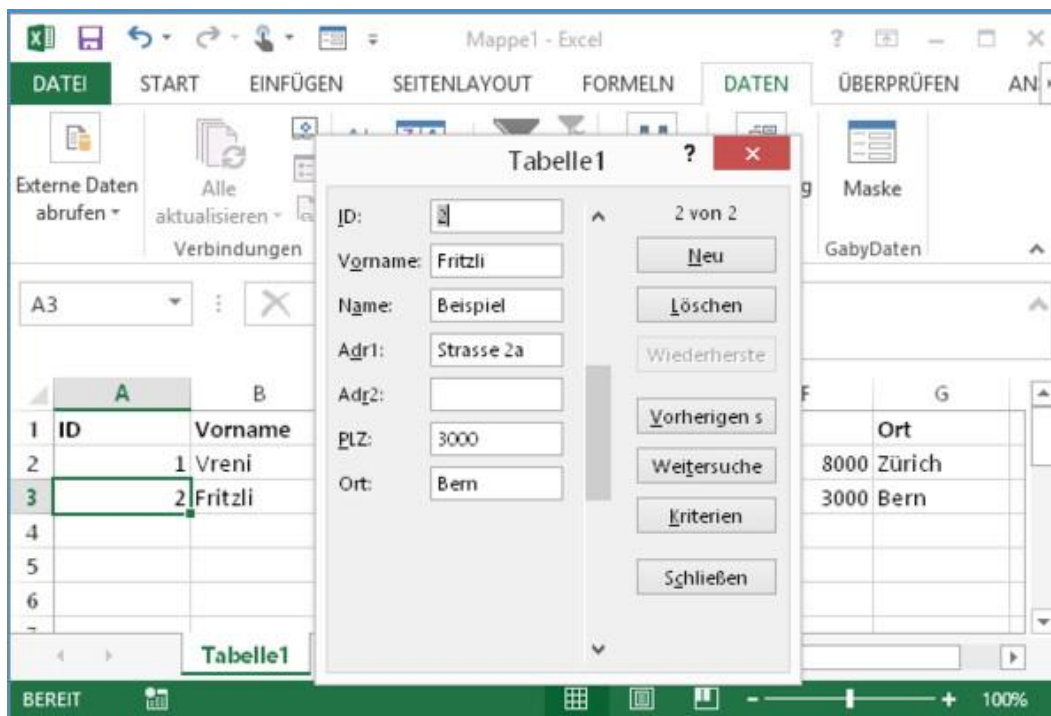 Mappe1 - Excel
?
DATEI START EINFÜGEN SEITENLAYOUT FORMELN DATEN ÜBERPRÜFEN AN
Externe Daten
abrufen
Alle
aktualisieren
Verbindungen
Maske
GabyDaten
Tabelle1
?
ID: 2
Vorname: Fritzli
Name: Beispiel
Adr1: Strasse 2a
Adr2:
PLZ: 3000
Ort: Bern
2 von 2
Neu
Löschen
Wiederherste
Vorherigen s
Weitersuche
Kriterien
Schließen
A3
A B F G
1 ID Vorname Ort
2 1 Vreni 8000 Zürich
3 2 Fritzli 3000 Bern
4
5
6
Tabelle1
BEREIT 100%